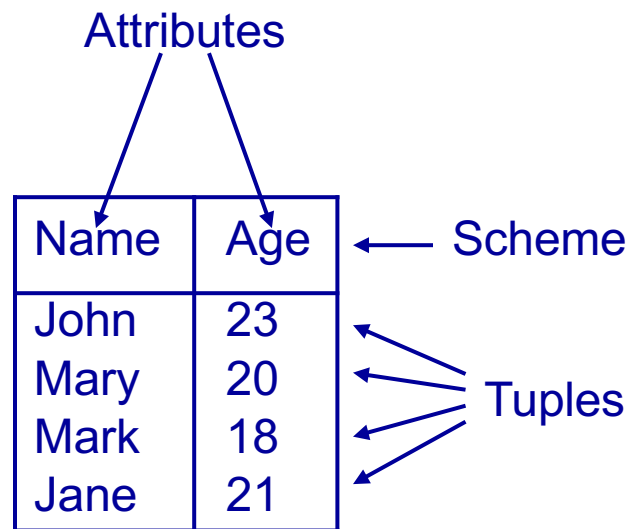 Attributes
Name Age Scheme
John 23
Mary 20
Tuples
Mark 18
Jane 21